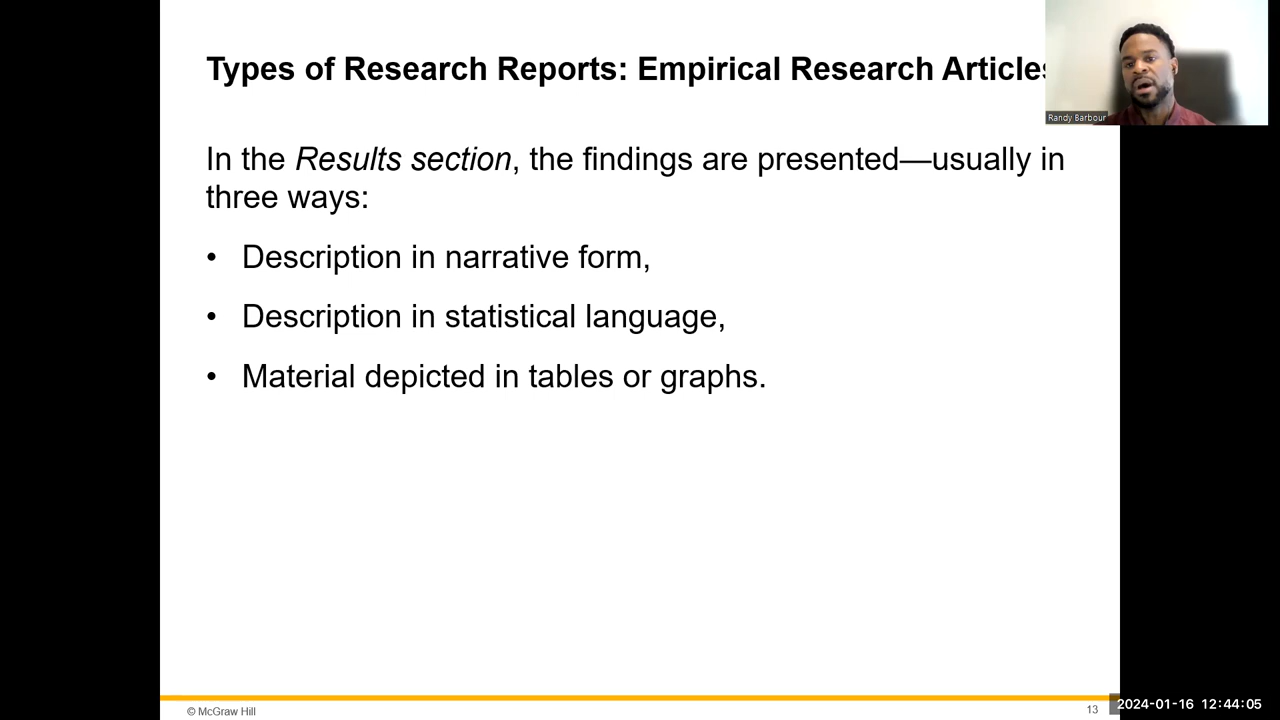 Types of Research Reports: Empirical Research Articles
Randy Barbour
In the Results section, the findings are presented—usually in
three ways:
• Description in narrative form,
• Description in statistical language,
• Material depicted in tables or graphs.
© McGraw Hill
13
2024-01-16 12:44:05